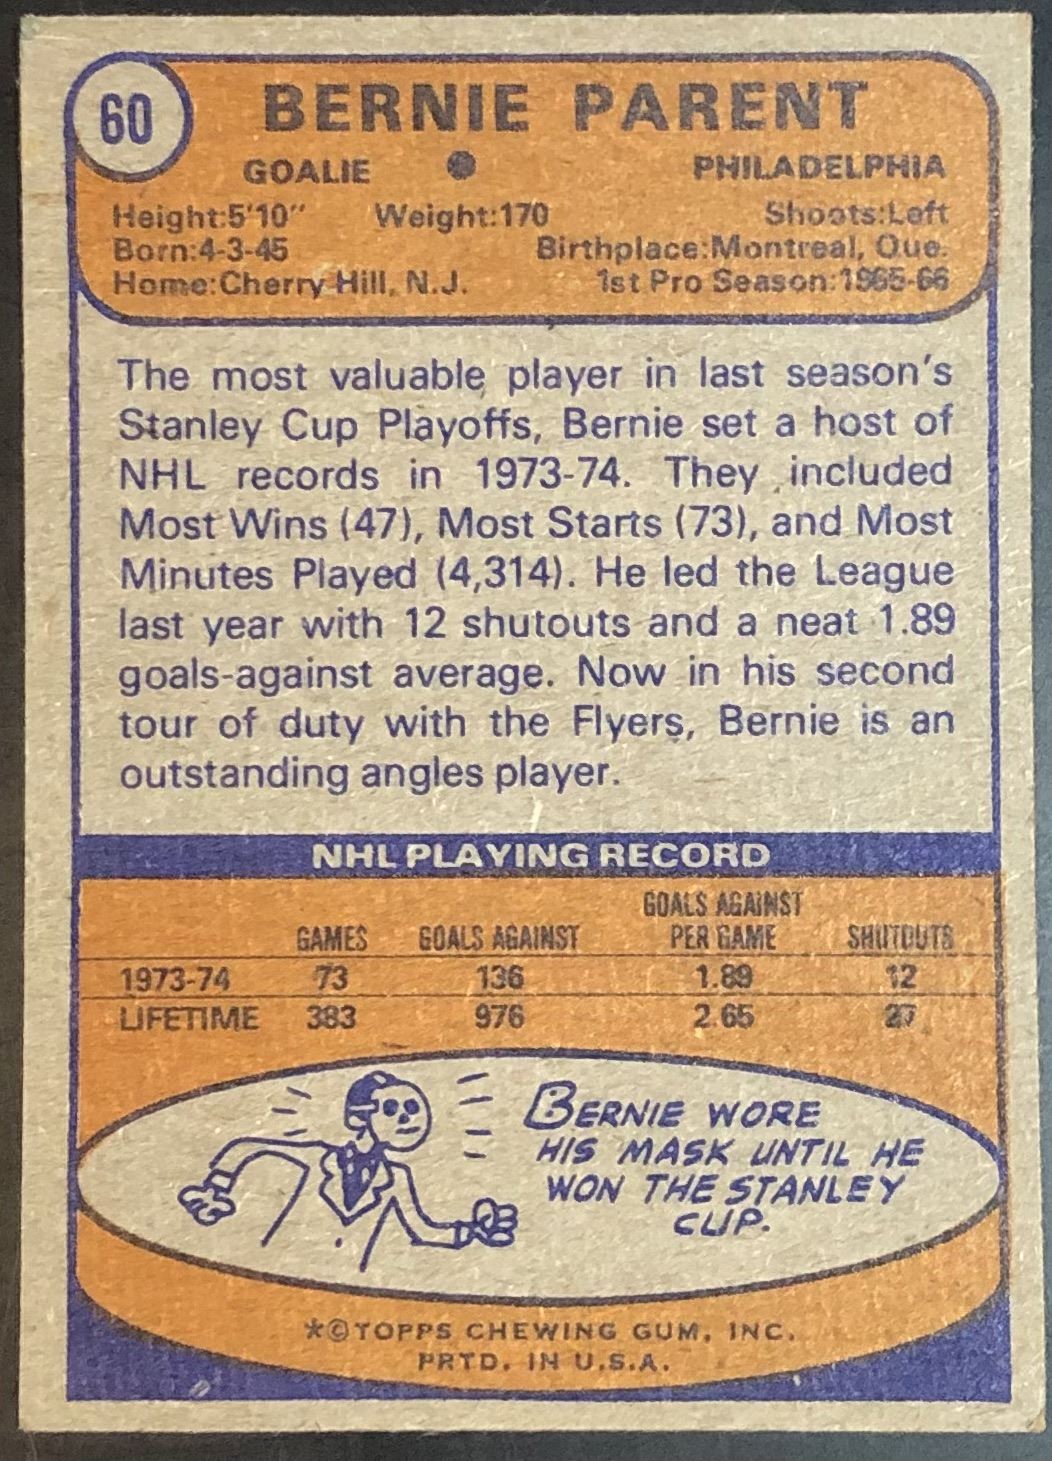 60
BERNIE PARENT
GOALIE ● PHILADELPHIA
Height:5'10" Weight:170 Shoots:Left
Born:4-3-45 Birthplace:Montreal, Que.
Home:Cherry Hill, N.J. 1st Pro Season:1965-66
The most valuable player in last season's
Stanley Cup Playoffs, Bernie set a host of
NHL records in 1973-74. They included
Most Wins (47), Most Starts (73), and Most
Minutes Played (4,314). He led the League
last year with 12 shutouts and a neat 1.89
goals-against average. Now in his second
tour of duty with the Flyers, Bernie is an
outstanding angles player.
NHL PLAYING RECORD
GAMES GOALS AGAINST GOALS AGAINST PER GAME SHUTOUTS
1973-74 73 136 1.89 12
LIFETIME 383 976 2.65 27
BERNIE WORE
HIS MASK UNTIL HE
WON THE STANLEY
CUP.
*©TOPPS CHEWING GUM, INC.
PRTD. IN U.S.A.